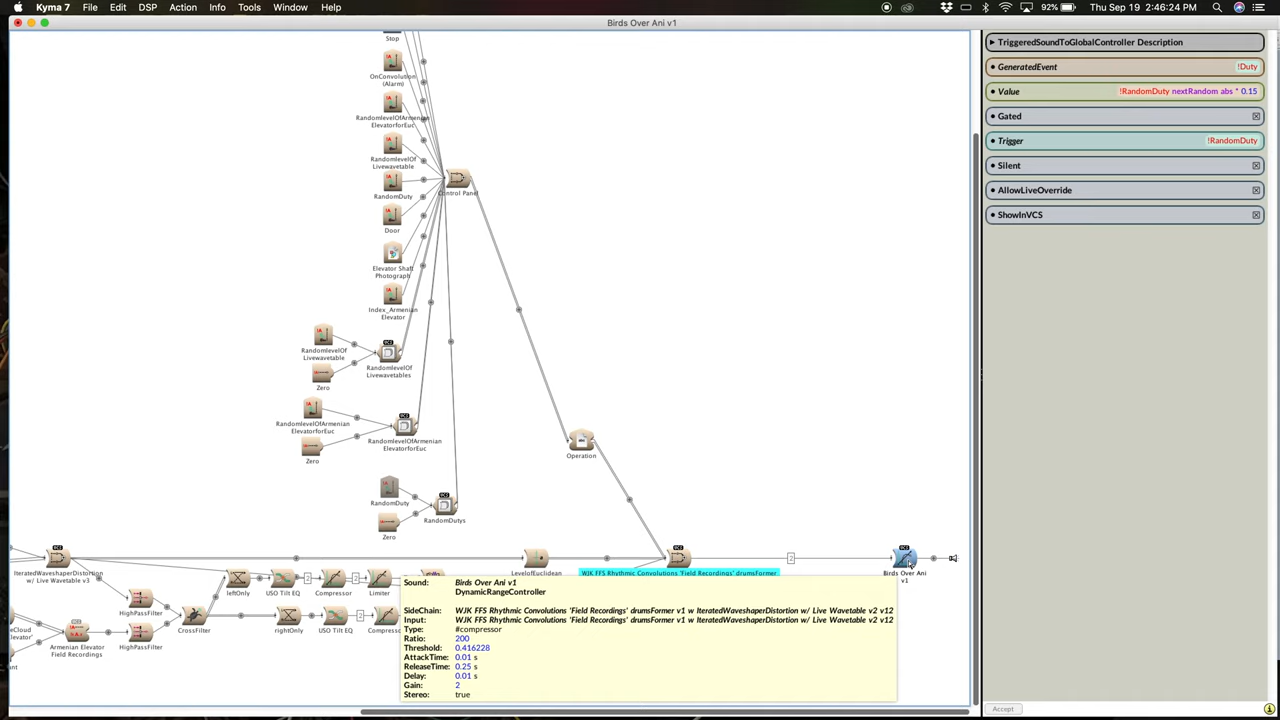 Kyma 7 File Edit DSP Action Info Tools Window Help
92% Thu Sep 19 2:46:24 PM
Birds Over Ani v1
Stop
OnConvolution
(Alarm)
RandomlevelOfArmenian
ElevatorforEuc
RandomlevelOf
Livewavetable
RandomDuty
Door
Elevator Shaft
Photograph
Index_Armenian
Elevator
RandomlevelOf
Livewavetable
Zero
RandomlevelOf
Livewavetables
RandomlevelOfArmenian
ElevatorforEuc
Zero
RandomlevelOfArmenian
ElevatorforEuc
RandomDuty
Zero
RandomDutys
Control Panel
Operation
IteratedWaveshaperDistortion
w/ Live Wavetable v3
HighPassFilter
CrossFilter
Armenian Elevator
Field Recordings
HighPassFilter
leftOnly
USO Tilt EQ
2
Compressor
2
Limiter
rightOnly
USO Tilt EQ
2
LevelofEuclidean
WJK FFS Rhythmic Convolutions 'Field Recordings' drumsFormer
2
Birds Over Ani
v1
Sound: Birds Over Ani v1
DynamicRangeController
SideChain: WJK FFS Rhythmic Convolutions 'Field Recordings' drumsFormer v1 w IteratedWaveshaperDistortion w/ Live Wavetable v2 v12
Input: WJK FFS Rhythmic Convolutions 'Field Recordings' drumsFormer v1 w IteratedWaveshaperDistortion w/ Live Wavetable v2 v12
Type: #compressor
Ratio: 200
Threshold: 0.416228
AttackTime: 0.01 s
ReleaseTime: 0.25 s
Delay: 0.01 s
Gain: 2
Stereo: true
TriggeredSoundToGlobalController Description
GeneratedEvent !Duty
Value !RandomDuty nextRandom abs * 0.15
Gated
Trigger !RandomDuty
Silent
AllowLiveOverride
ShowInVCS
Accept